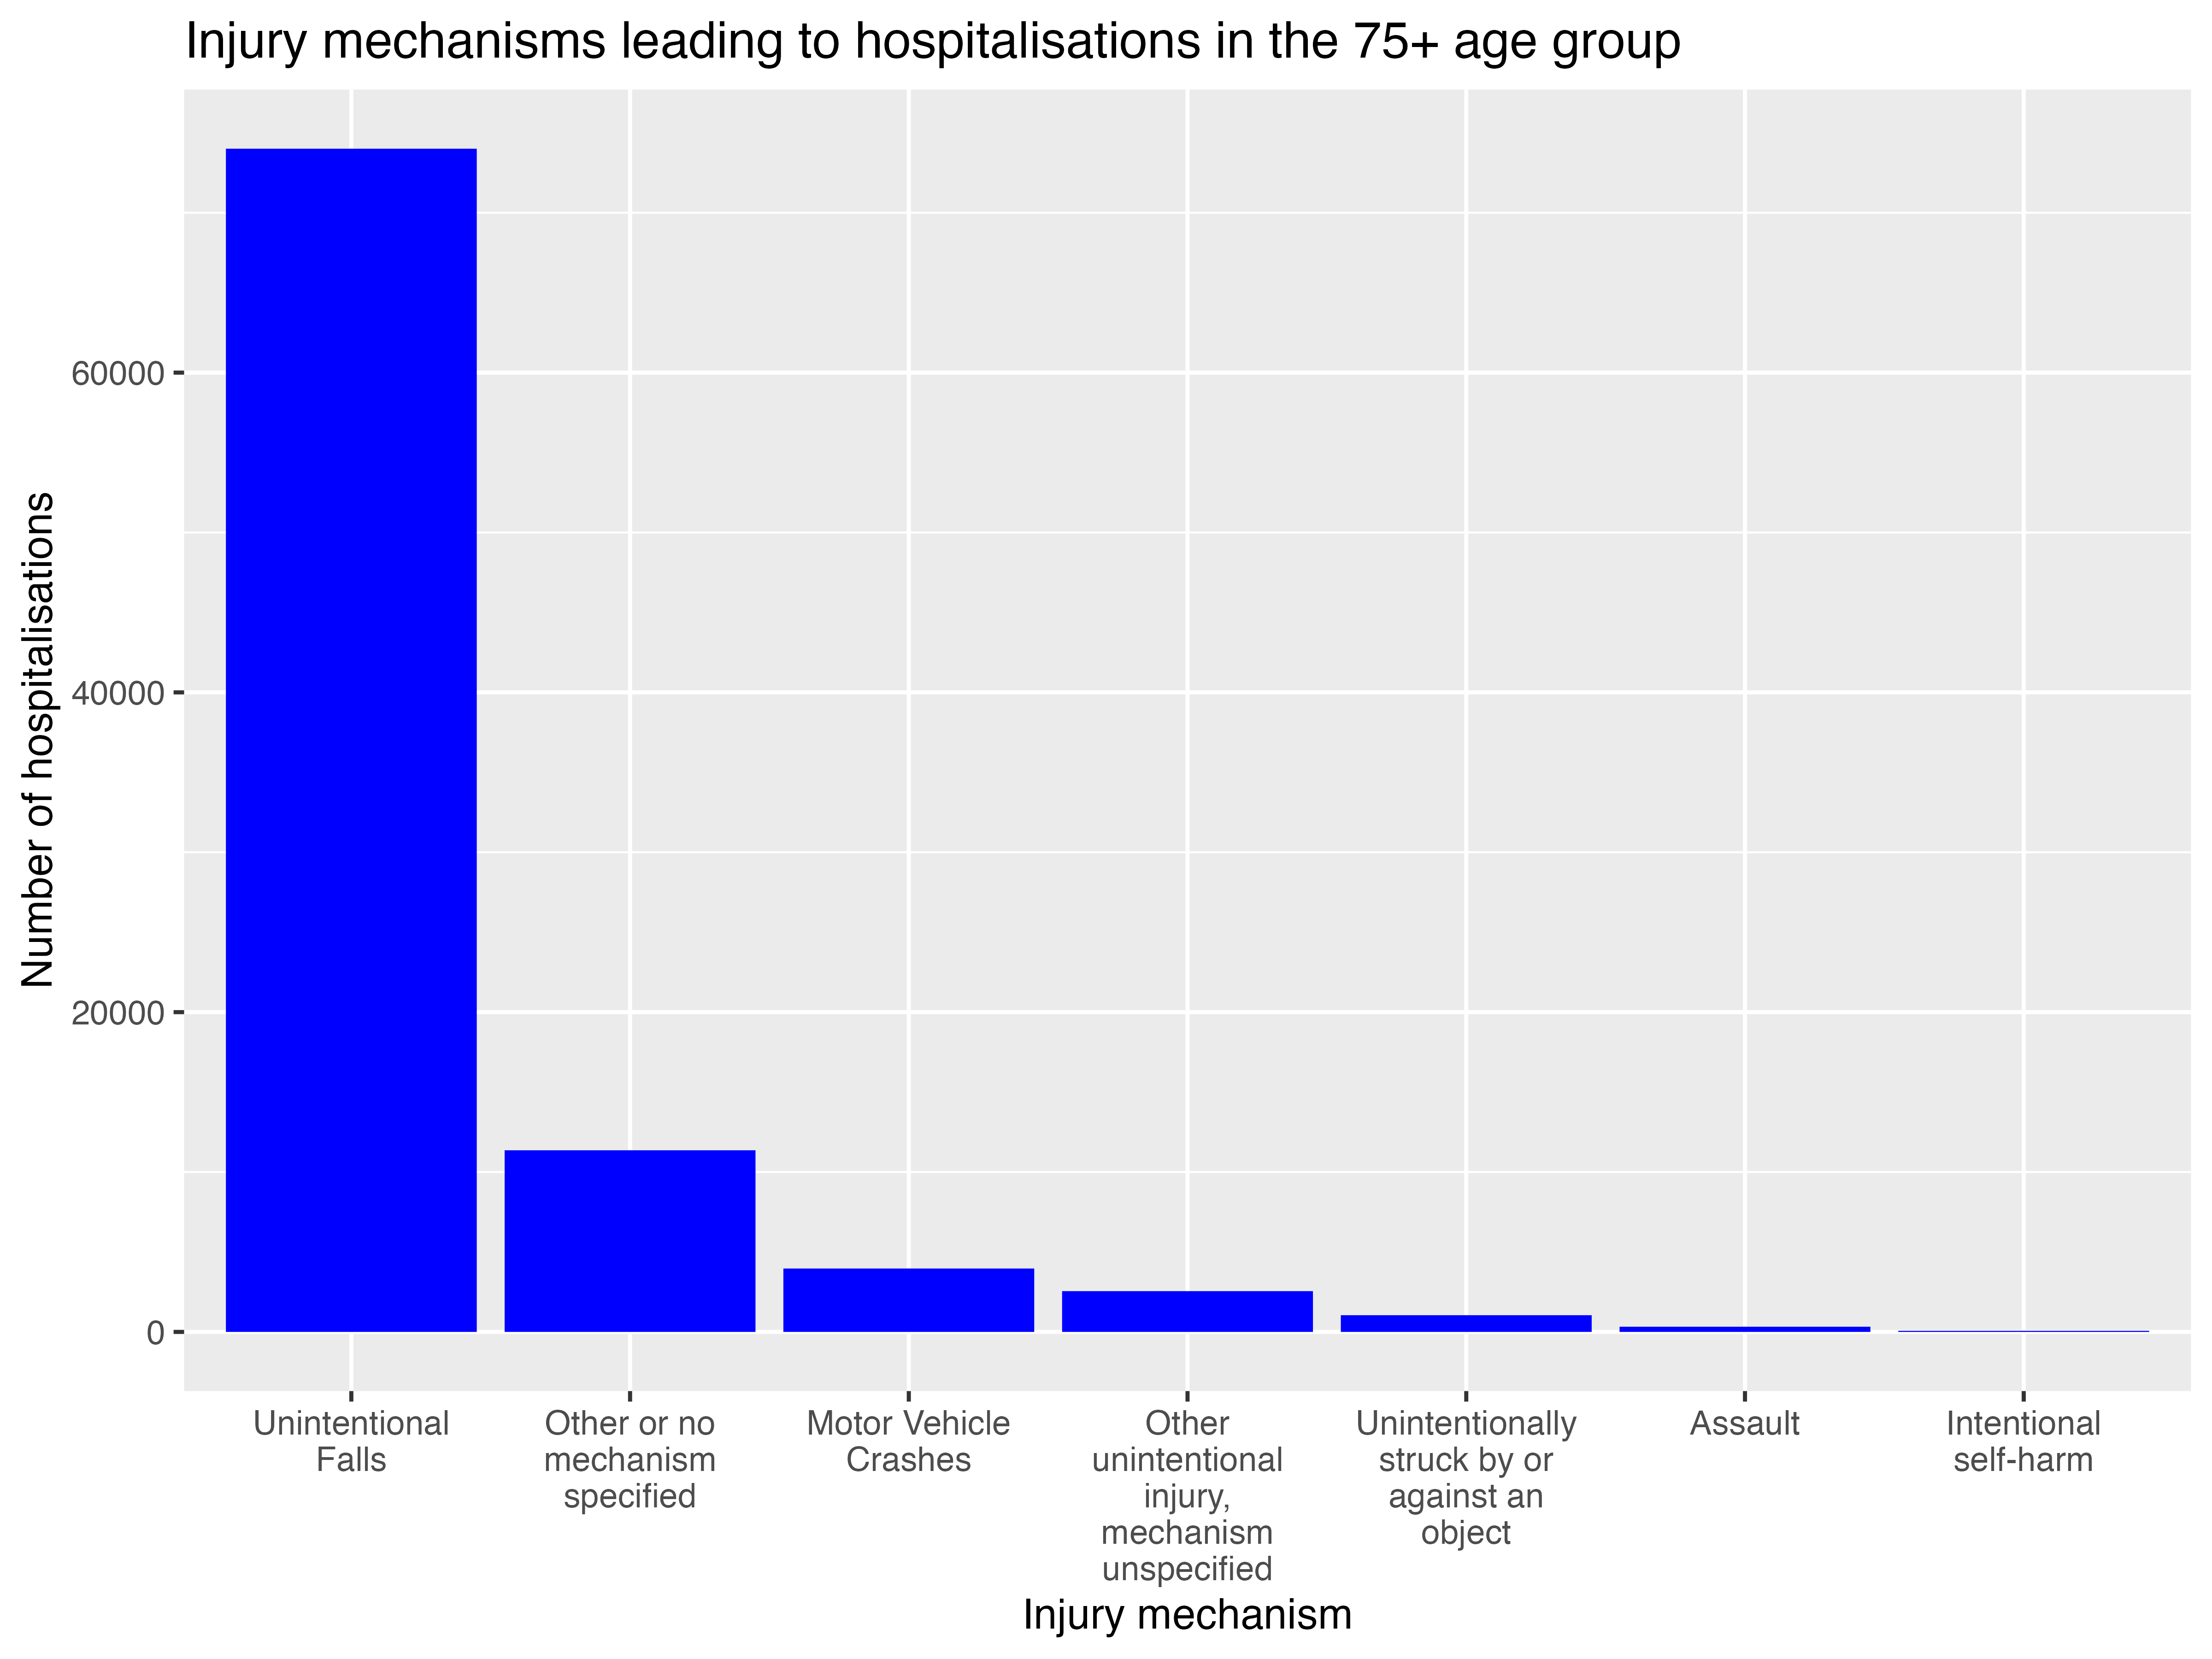 Injury mechanisms leading to hospitalisations in the 75+ age group
Number of hospitalisations
60000
40000
20000
0
Unintentional
Falls
Other or no
mechanism
specified
Motor Vehicle
Crashes
Other
unintentional
injury,
mechanism
unspecified
Unintentionally
struck by or
against an
object
Assault
Intentional
self-harm
Injury mechanism